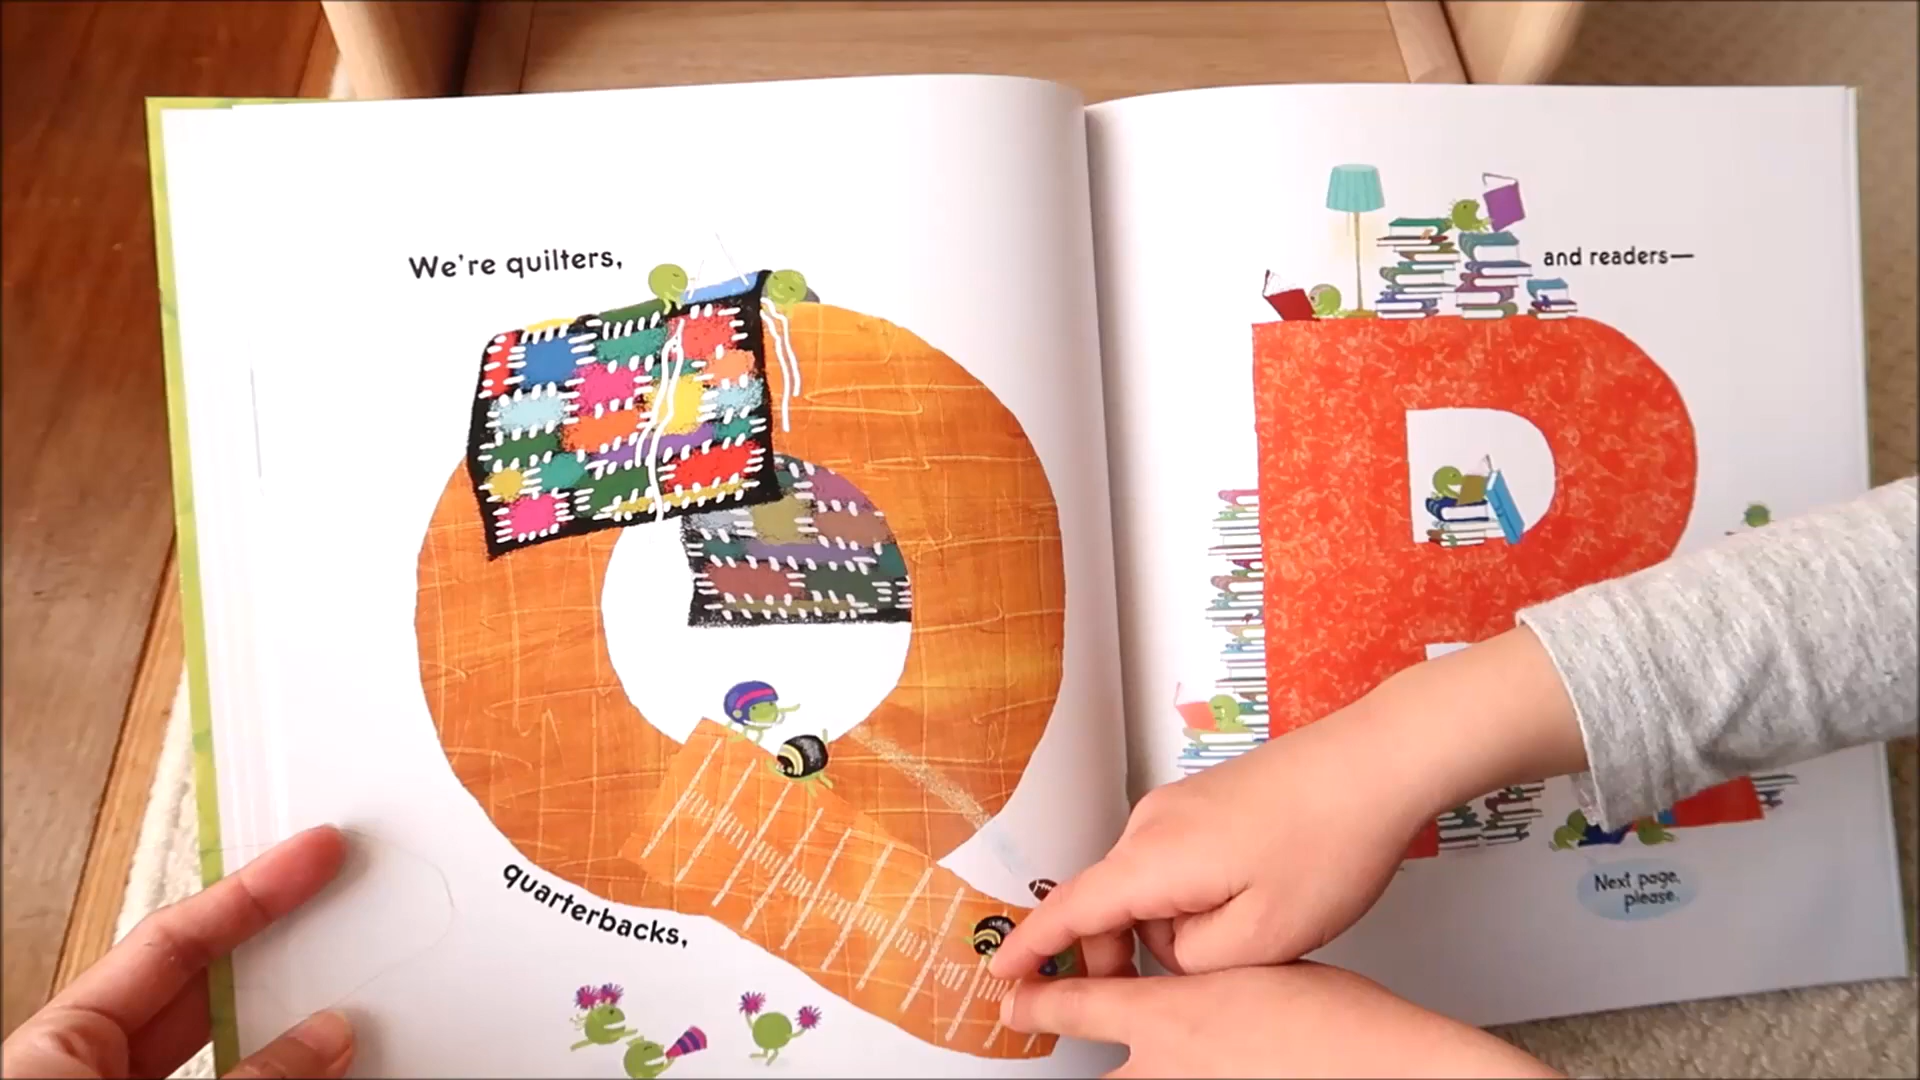 We're quilters,
quarterbacks,
and readers—
Next page,
please.